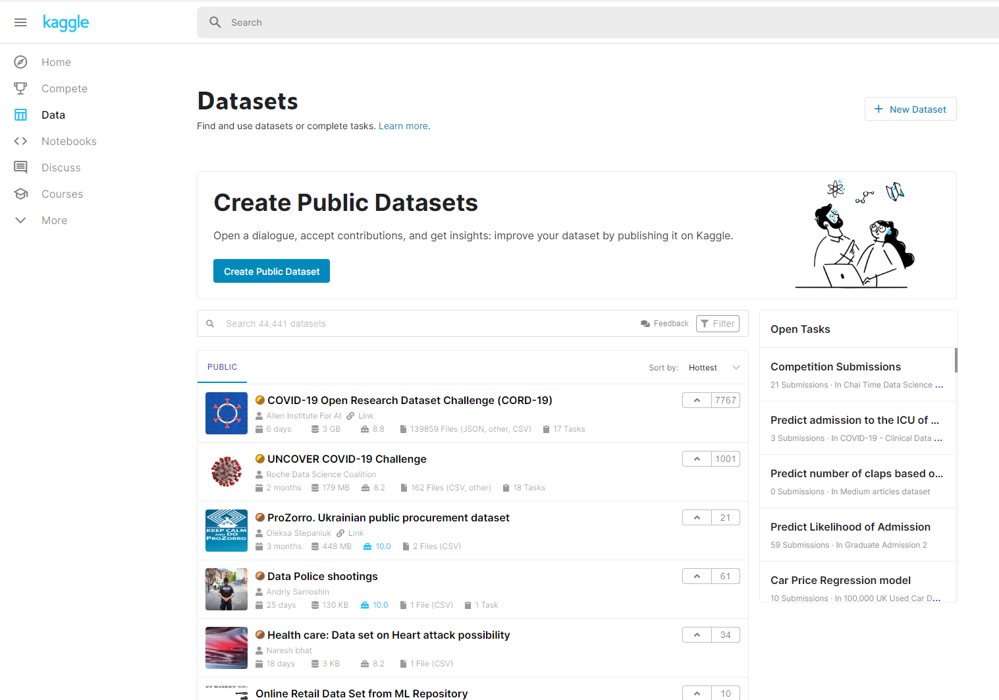 kaggle
Search
Home
Compete
Data
Notebooks
Discuss
Courses
More
Datasets
Find and use datasets or complete tasks. Learn more.
New Dataset
Create Public Datasets
Open a dialogue, accept contributions, and get insights: improve your dataset by publishing it on Kaggle.
Create Public Dataset
Search 44,441 datasets
Feedback
Filter
PUBLIC
Sort by: Hottest
COVID-19 Open Research Dataset Challenge (CORD-19)
7767
Allen Institute For AI Link
6 days 3 GB 8.8 139859 Files (JSON, other, CSV) 17 Tasks
UNCOVER COVID-19 Challenge
1001
Roche Data Science Coalition
2 months 179 MB 8.2 162 Files (CSV, other) 18 Tasks
KEEP CALM
AND DO
PROZORRO
ProZorro. Ukrainian public procurement dataset
21
Oleksa Stepaniuk Link
3 months 448 MB 10.0 2 Files (CSV)
Data Police shootings
61
Andriy Samoshin
25 days 130 KB 10.0 1 File (CSV) 1 Task
Health care: Data set on Heart attack possibility
34
Naresh bhat
18 days 3 KB 8.2 1 File (CSV)
Online Retail Data Set from ML Repository
10
Open Tasks
Competition Submissions
21 Submissions · In Chai Time Data Science ...
Predict admission to the ICU of ...
3 Submissions · In COVID-19 - Clinical Data ...
Predict number of claps based o...
0 Submissions · In Medium articles dataset
Predict Likelihood of Admission
59 Submissions · In Graduate Admission 2
Car Price Regression model
10 Submissions · In 100,000 UK Used Car D...